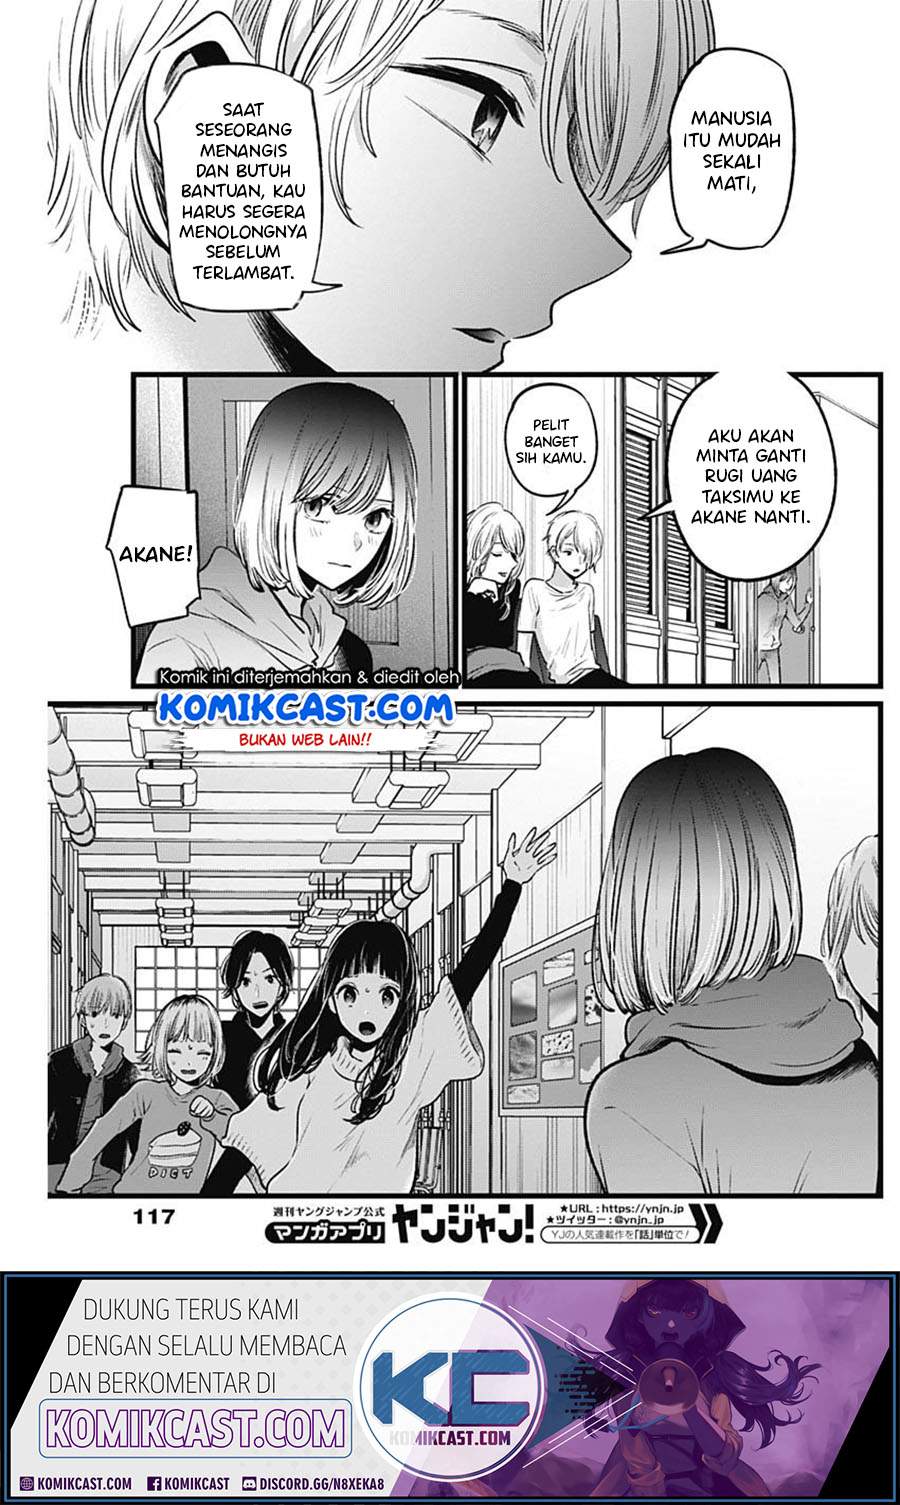 MANUSIA
ITU MUDAH
SEKALI
MATI,
SAAT
SESEORANG
MENANGIS
DAN BUTUH
BANTUAN, KAU
HARUS SEGERA
MENOLONGNYA
SEBELUM
TERLAMBAT.
AKU AKAN
MINTA GANTI
RUGI UANG
TAKSIMU KE
AKANE NANTI.
PELIT
BANGET
SIH KAMU.
AKANE!
Komik ini diterjemahkan & diedit oleh
KOMIKCAST.COM
BUKAN WEB LAIN!!
DIET
117
週刊ヤングジャンプ公式
マンガアプリ
ヤンジャン!
★URL:https://ynjn.jp
★ツイッター:@ynjn_jp
YJの人気連載作を「話」単位で!
DUKUNG TERUS KAMI
DENGAN SELALU MEMBACA
DAN BERKOMENTAR DI
KOMIKCAST.COM
KC
KOMIKCAST.COM
KOMIKCAST.COM
KOMIKCAST
DISCORD.GG/N8XEKA8